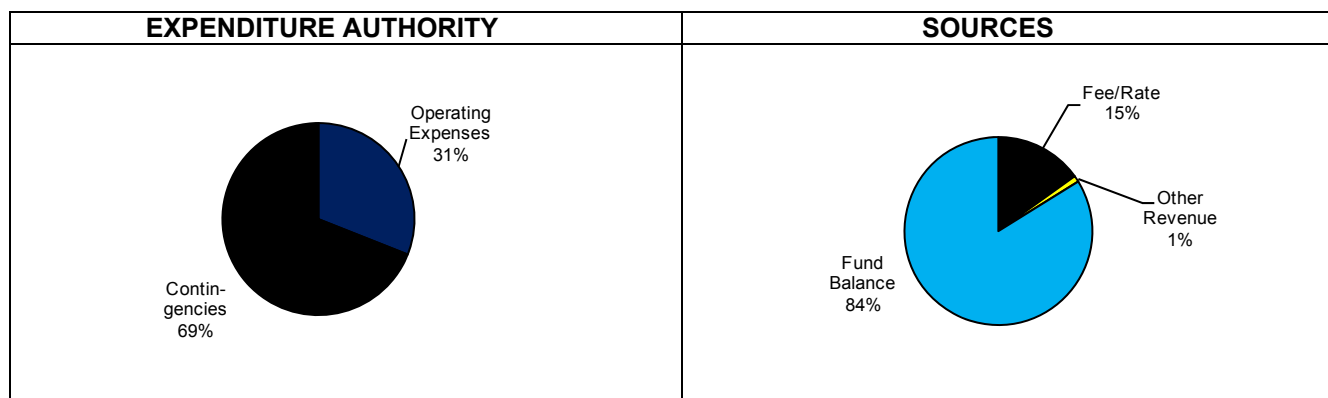 EXPENDITURE AUTHORITY
Operating
Expenses
31%
Contin-
gencies
69%
SOURCES
Fee/Rate
15%
Other
Revenue
1%
Fund
Balance
84%